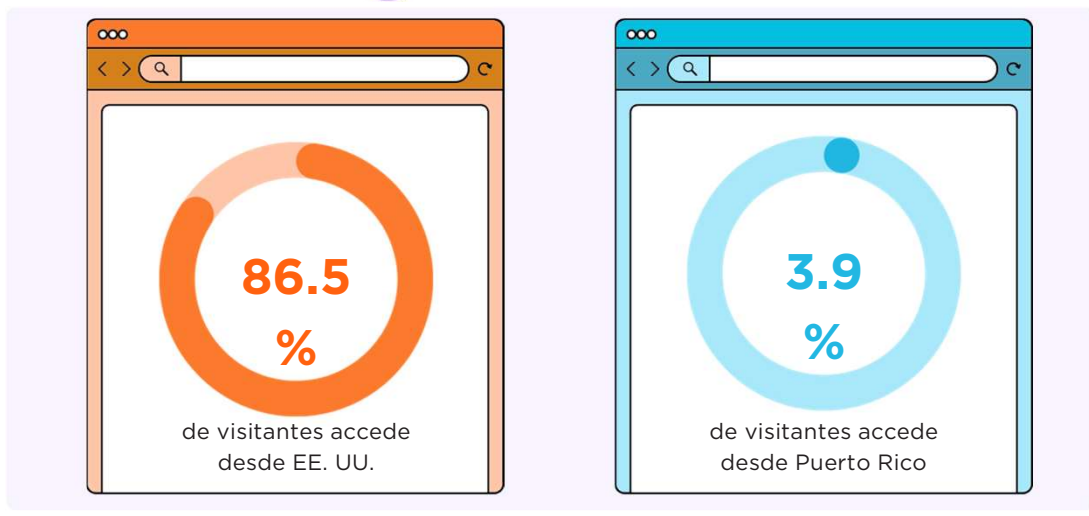 86.5
%
de visitantes accede
desde EE. UU.
3.9
%
de visitantes accede
desde Puerto Rico